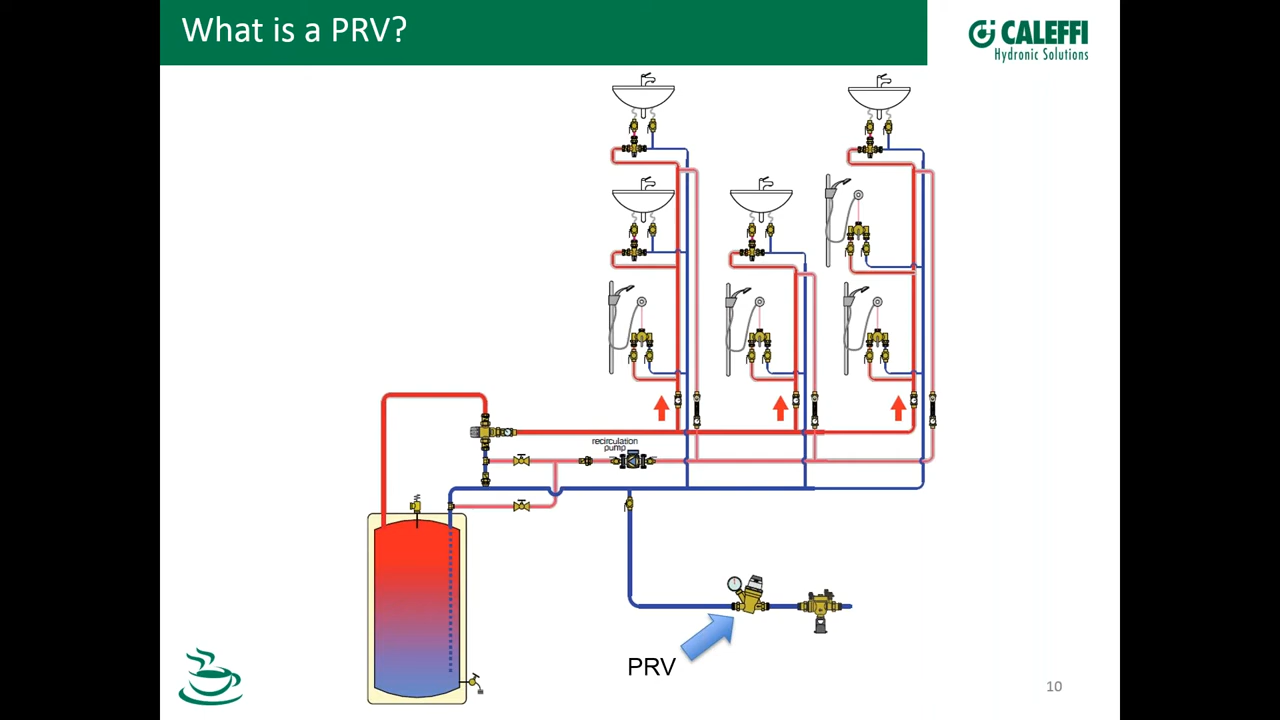 What is a PRV?
CALEFFI
Hydronic Solutions
recirculation
pump
PRV
10